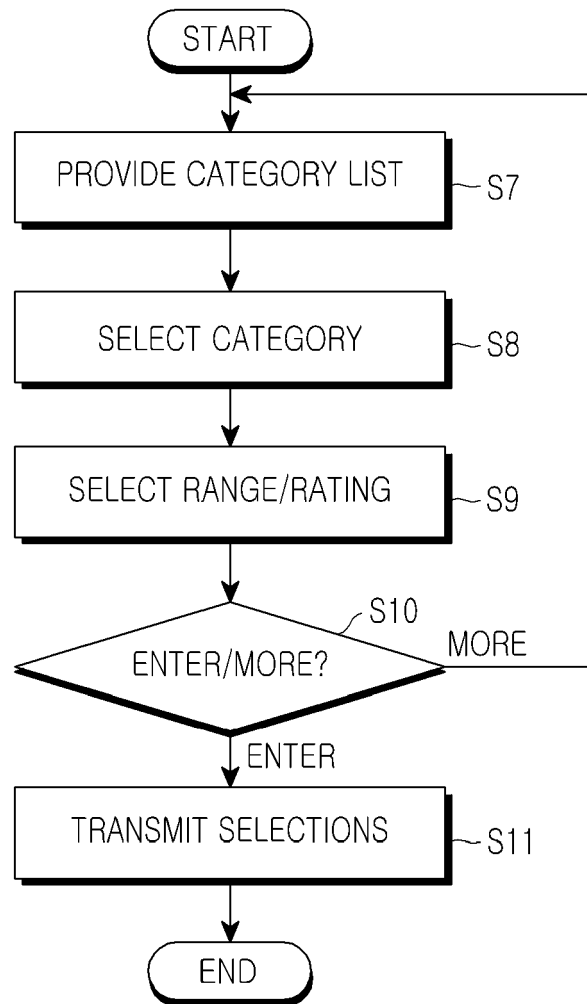 START
PROVIDE CATEGORY LIST
S7
SELECT CATEGORY
S8
SELECT RANGE/RATING
S9
S10
ENTER/MORE?
MORE
ENTER
TRANSMIT SELECTIONS
S11
END